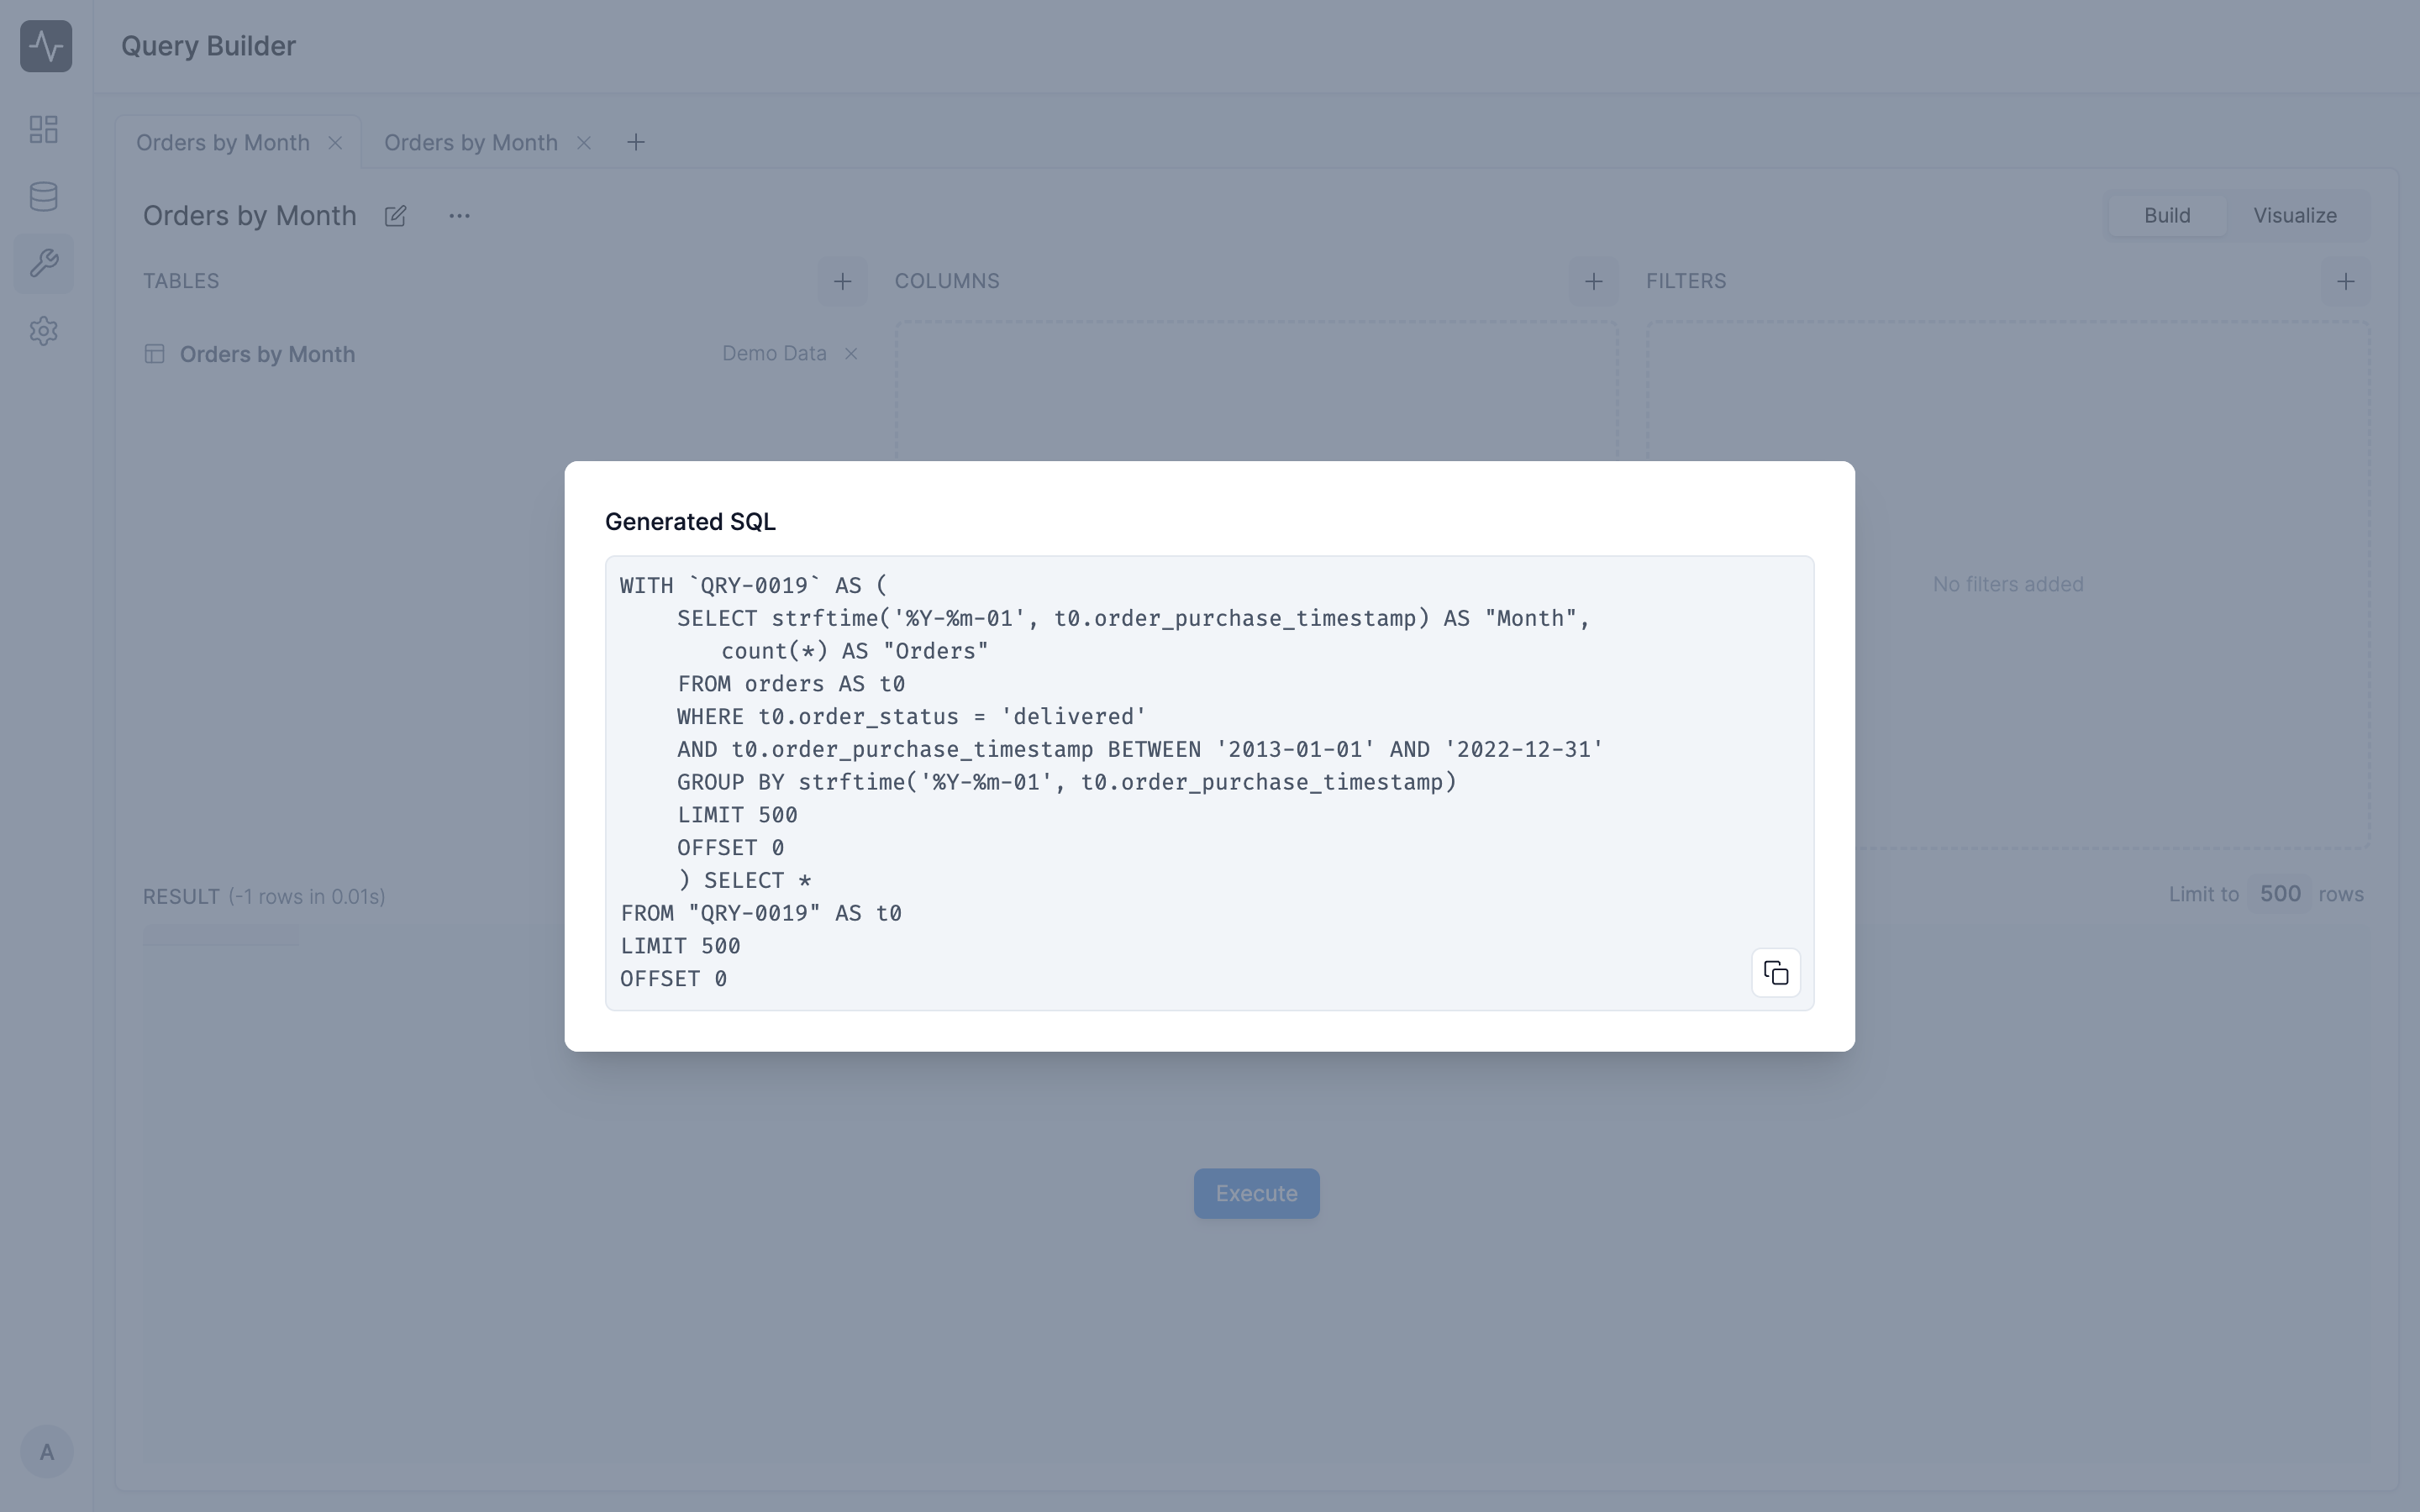 Query Builder
Orders by Month
Orders by Month
Orders by Month
Build
Visualize
TABLES
COLUMNS
FILTERS
Orders by Month
Demo Data
No filters added
Generated SQL
WITH `QRY-0019` AS (
SELECT strftime('%Y-%m-01', t0.order_purchase_timestamp) AS "Month",
count(*) AS "Orders"
FROM orders AS t0
WHERE t0.order_status = 'delivered'
AND t0.order_purchase_timestamp BETWEEN '2013-01-01' AND '2022-12-31'
GROUP BY strftime('%Y-%m-01', t0.order_purchase_timestamp)
LIMIT 500
OFFSET 0
) SELECT *
FROM "QRY-0019" AS t0
LIMIT 500
OFFSET 0
RESULT (-1 rows in 0.01s)
Limit to 500 rows
Execute
A